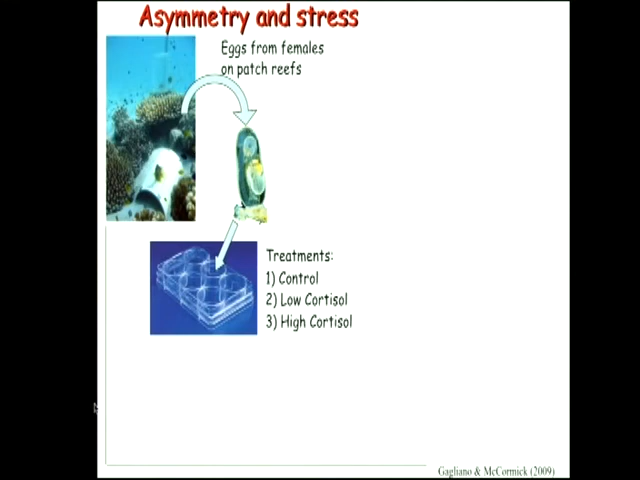 Asymmetry and stress
Eggs from females
on patch reefs
Treatments:
1) Control
2) Low Cortisol
3) High Cortisol
Gagliano & McCormick (2009)